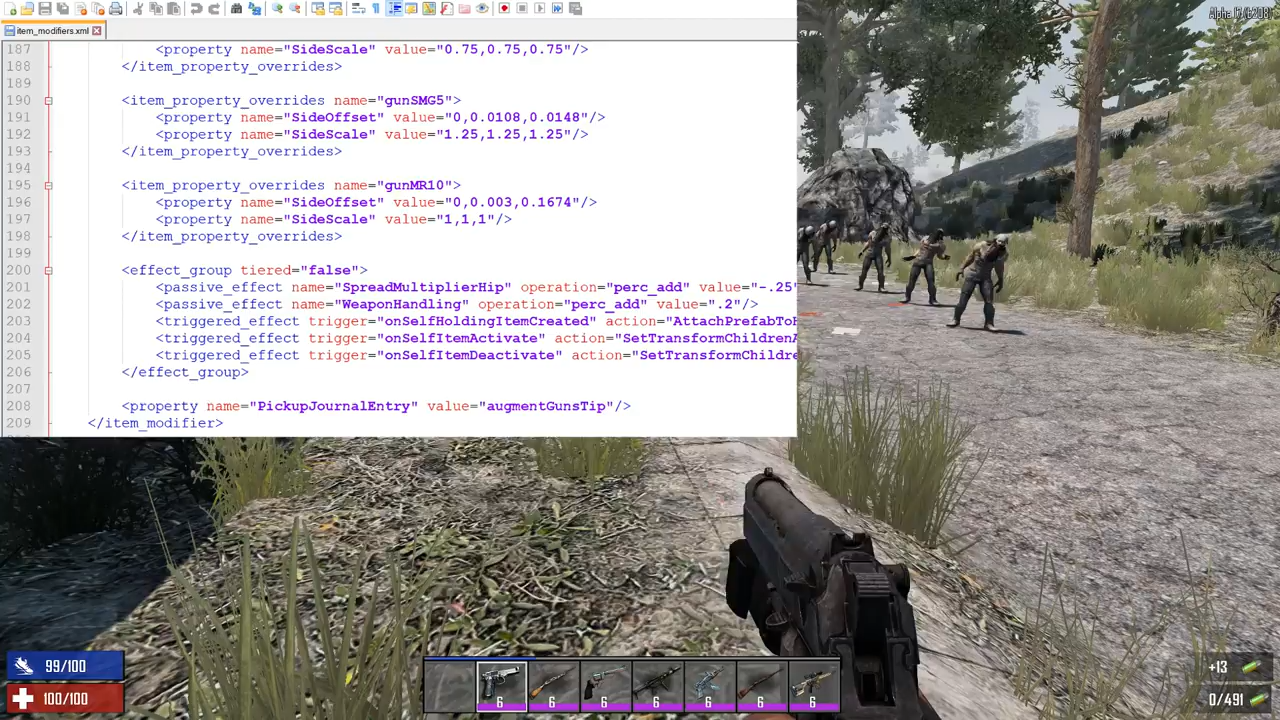 item_modifiers.xml
Alpha 17 (b208)
187 <property name="SideScale" value="0.75,0.75,0.75"/>
188 </item_property_overrides>
189
190 <item_property_overrides name="gunSMG5">
191 <property name="SideOffset" value="0,0.0108,0.0148"/>
192 <property name="SideScale" value="1.25,1.25,1.25"/>
193 </item_property_overrides>
194
195 <item_property_overrides name="gunMR10">
196 <property name="SideOffset" value="0,0.003,0.1674"/>
197 <property name="SideScale" value="1,1,1"/>
198 </item_property_overrides>
199
200 <effect_group tiered="false">
201 <passive_effect name="SpreadMultiplierHip" operation="perc_add" value="-.25"
202 <passive_effect name="WeaponHandling" operation="perc_add" value=".2"/>
203 <triggered_effect trigger="onSelfHoldingItemCreated" action="AttachPrefabToH
204 <triggered_effect trigger="onSelfItemActivate" action="SetTransformChildrenA
205 <triggered_effect trigger="onSelfItemDeactivate" action="SetTransformChildre
206 </effect_group>
207
208 <property name="PickupJournalEntry" value="augmentGunsTip"/>
209 </item_modifier>
99/100
100/100
6 6 6 6 6 6 6
+13
0/491